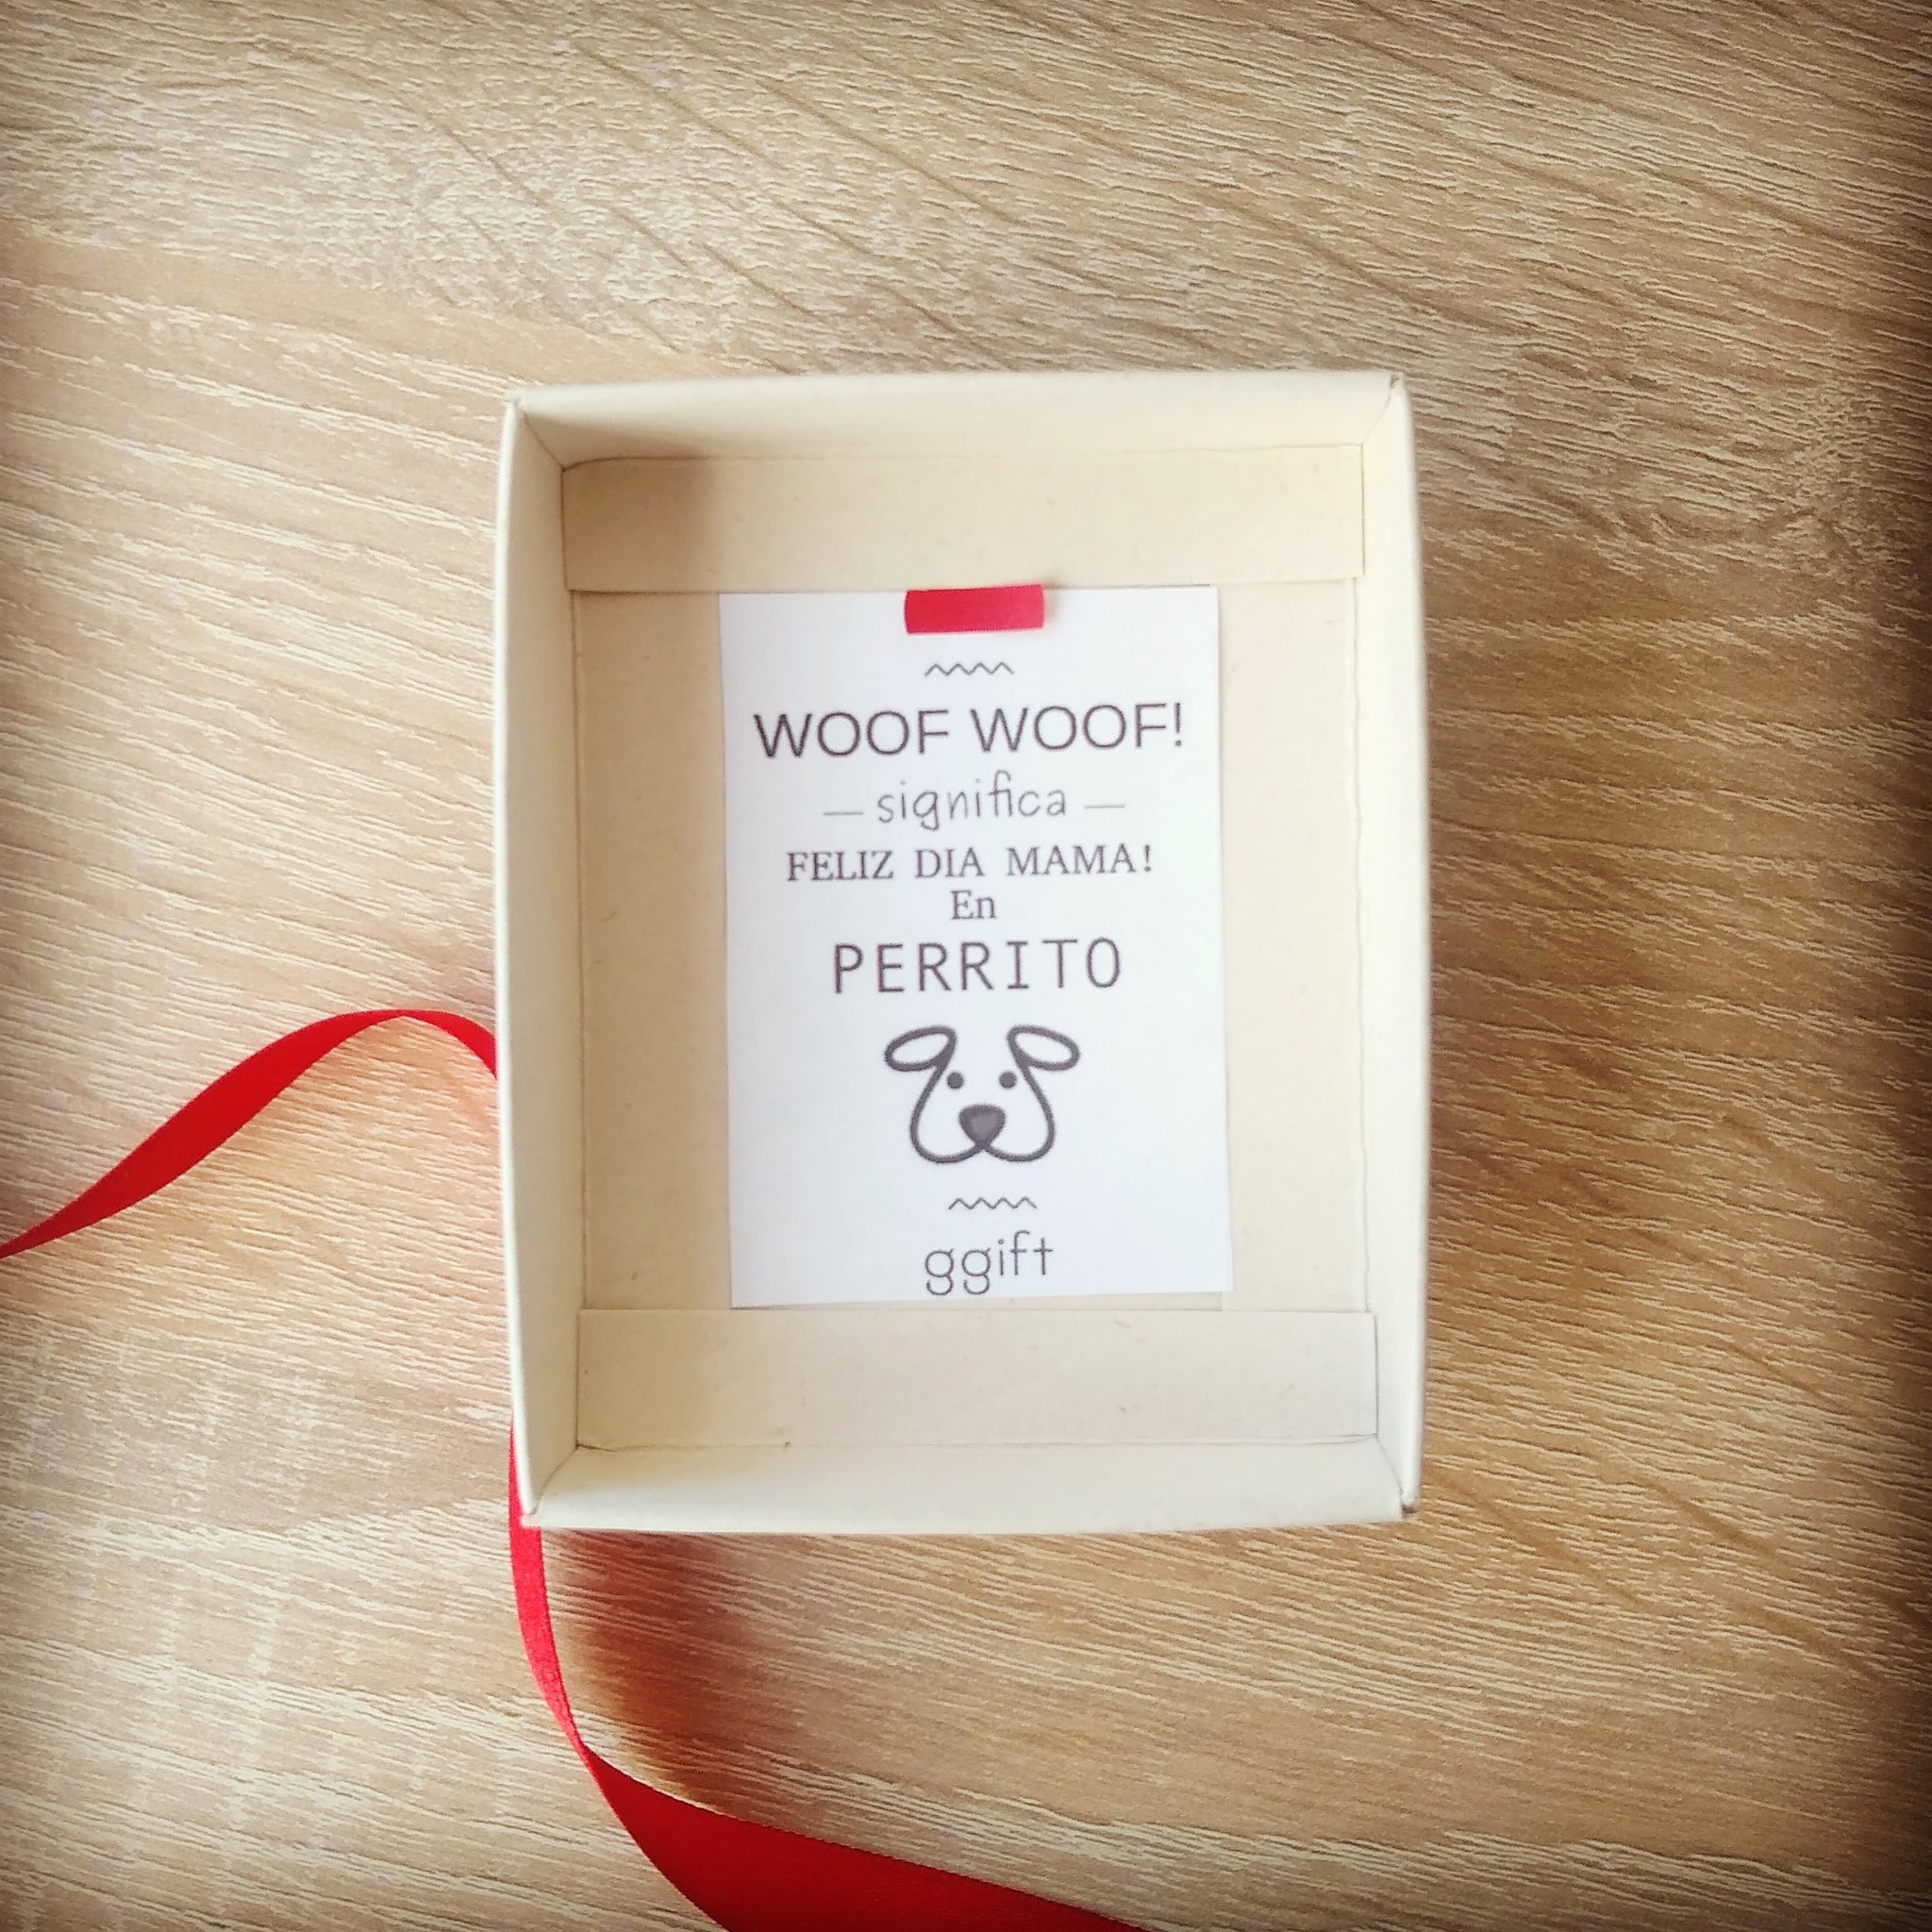 WOOF WOOF!
— significa —
FELIZ DIA MAMA!
En
PERRITO
ggift